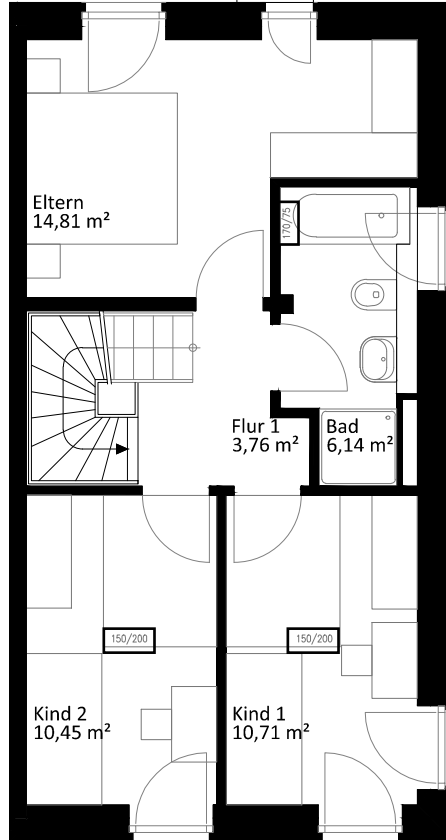 Eltern
14,81 m²
170/75
Flur 1
3,76 m²
Bad
6,14 m²
150/200
150/200
Kind 2
10,45 m²
Kind 1
10,71 m²